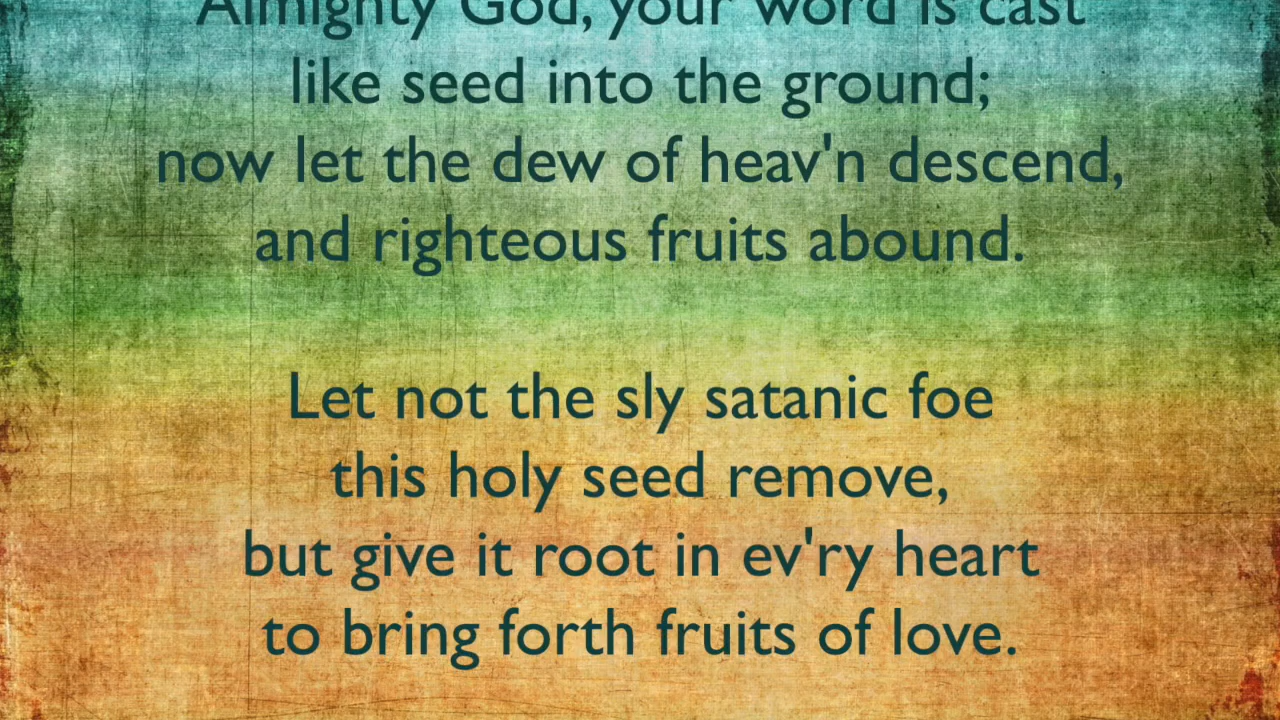 Almighty God, your word is cast
like seed into the ground;
now let the dew of heav'n descend,
and righteous fruits abound.
Let not the sly satanic foe
this holy seed remove,
but give it root in ev'ry heart
to bring forth fruits of love.